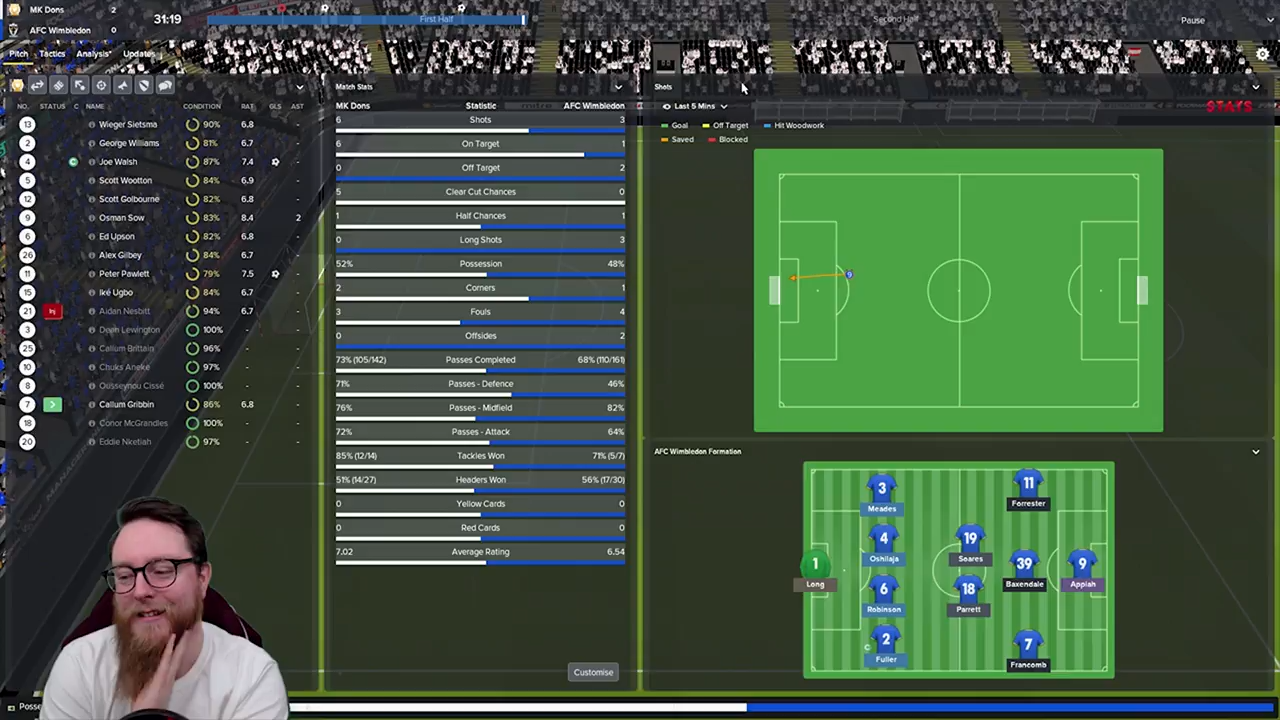 MK Dons 2
AFC Wimbledon 0
31:19
First Half
Second Half
Pause
Pitch Tactics Analysis Updates
NO. STATUS C NAME CONDITION RAT GLS AST
13 Wieger Sietsma 90% 6.8 -
2 George Williams 81% 6.7 -
4 Joe Walsh 87% 7.4 -
5 Scott Wootton 84% 6.9 -
12 Scott Golbourne 82% 6.8 -
9 Osman Sow 83% 8.4 2
6 Ed Upson 82% 6.8 -
26 Alex Gilbey 84% 6.7 -
11 Peter Pawlett 79% 7.5 -
15 Iké Ugbo 84% 6.7 -
21 Inj Aidan Nesbitt 94% 6.7 -
3 Dean Lewington 100% - -
25 Callum Brittain 96% - -
10 Chuks Aneke 97% - -
8 Ousseynou Cissé 100% - -
7 Callum Gribbin 86% 6.8 -
18 Conor McGrandles 100% - -
20 Eddie Nketiah 97% - -
Match Stats
MK Dons Statistic AFC Wimbledon
6 Shots 3
6 On Target 1
0 Off Target 2
5 Clear Cut Chances 0
1 Half Chances 1
0 Long Shots 3
52% Possession 48%
2 Corners 1
3 Fouls 4
0 Offsides 2
73% (105/142) Passes Completed 68% (110/161)
71% Passes - Defence 46%
76% Passes - Midfield 82%
72% Passes - Attack 64%
85% (12/14) Tackles Won 71% (5/7)
51% (14/27) Headers Won 56% (17/30)
0 Yellow Cards 0
0 Red Cards 0
7.02 Average Rating 6.54
Customise
Shots
Last 5 Mins
STAYS
Goal Off Target Hit Woodwork
Saved Blocked
9
AFC Wimbledon Formation
3
Meades
11
Forrester
4
Oshilaja
19
Soares
1
Long
39
Baxendale
9
Appiah
6
Robinson
18
Parrett
2
C Fuller
7
Francomb
Posse